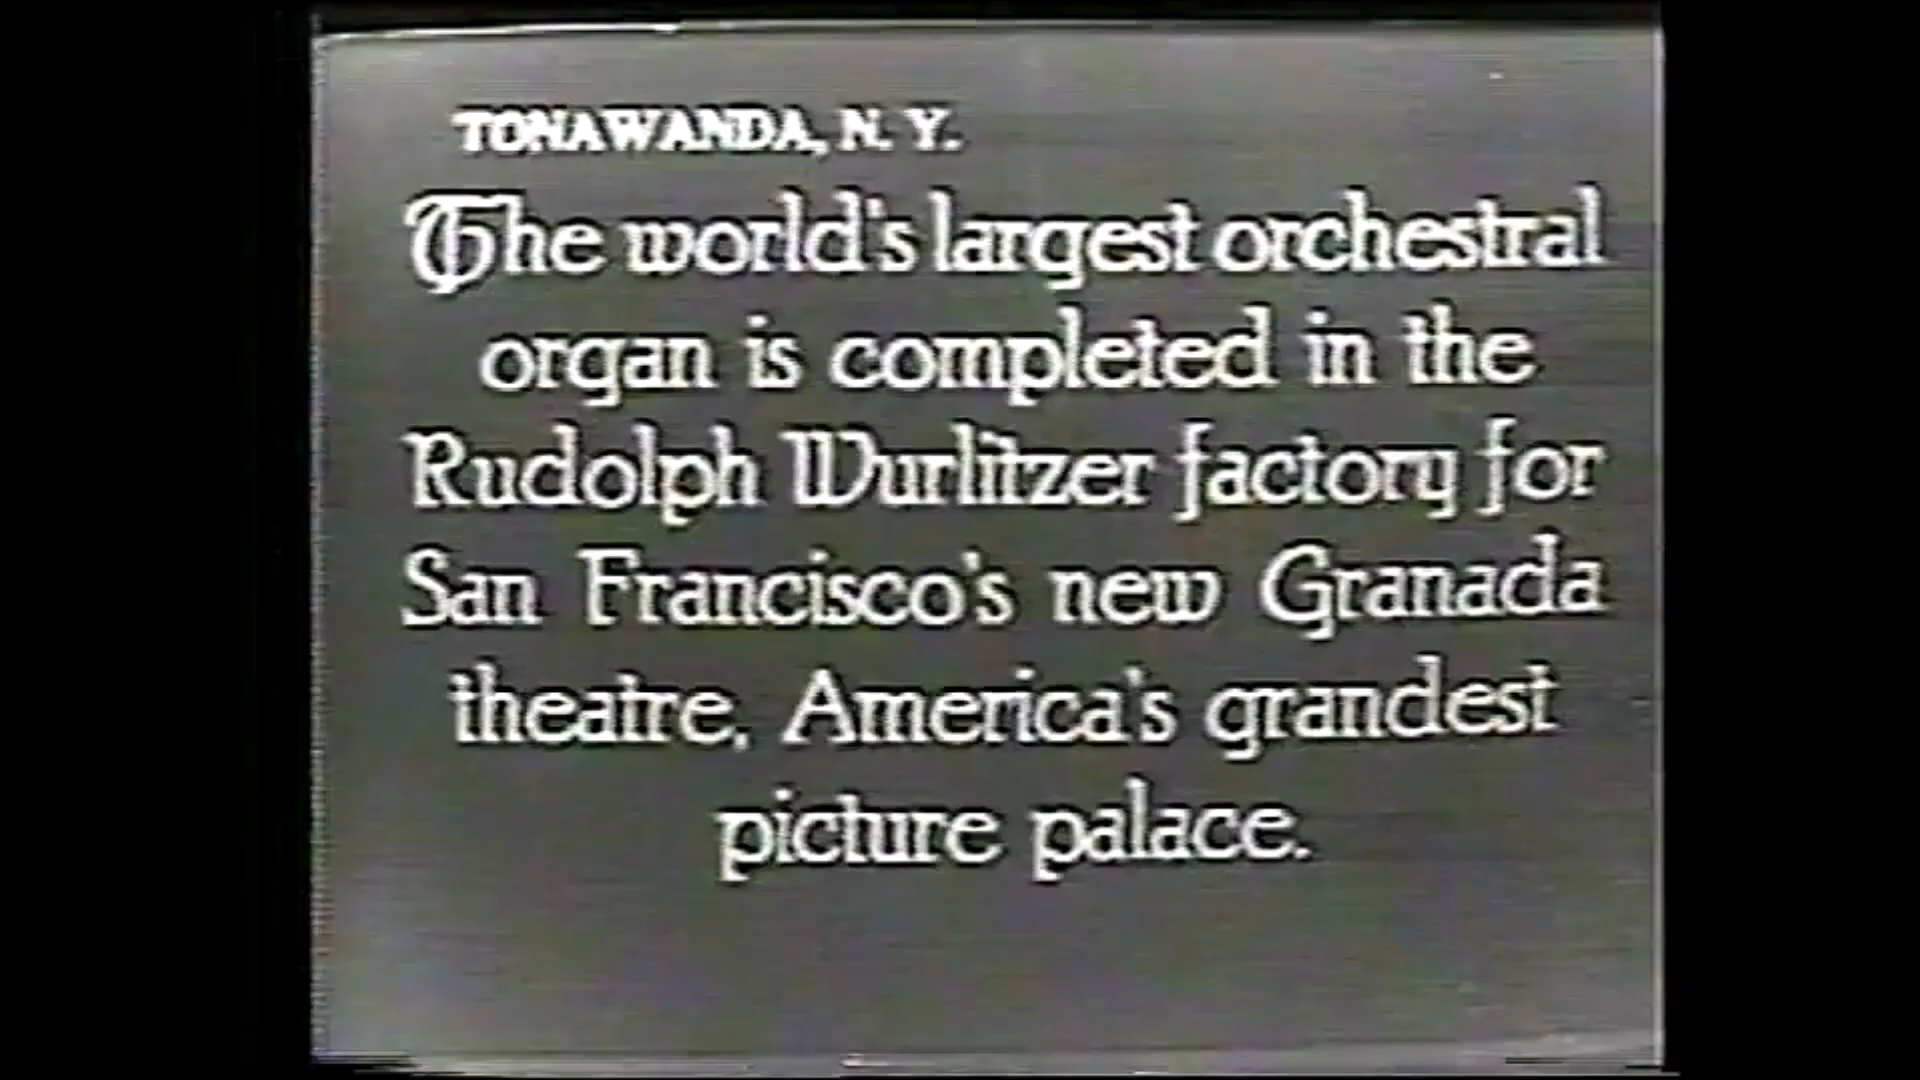 TONAWANDA, N. Y.
The world's largest orchestral
organ is completed in the
Rudolph Wurlitzer factory for
San Francisco's new Granada
theatre, America's grandest
picture palace.